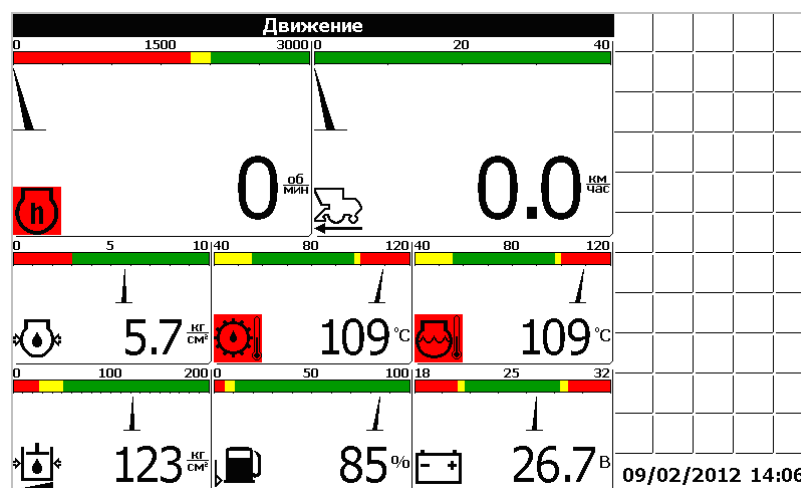 Движение
0 1500 3000 0 20 40
0 об/мин 0.0 км/час
h
0 5 10 40 80 120 40 80 120
5.7 кг/см² 109 °C 109 °C
0 100 200 0 50 100 18 25 32
123 кг/см² 85 % - + 26.7 В
09/02/2012 14:06